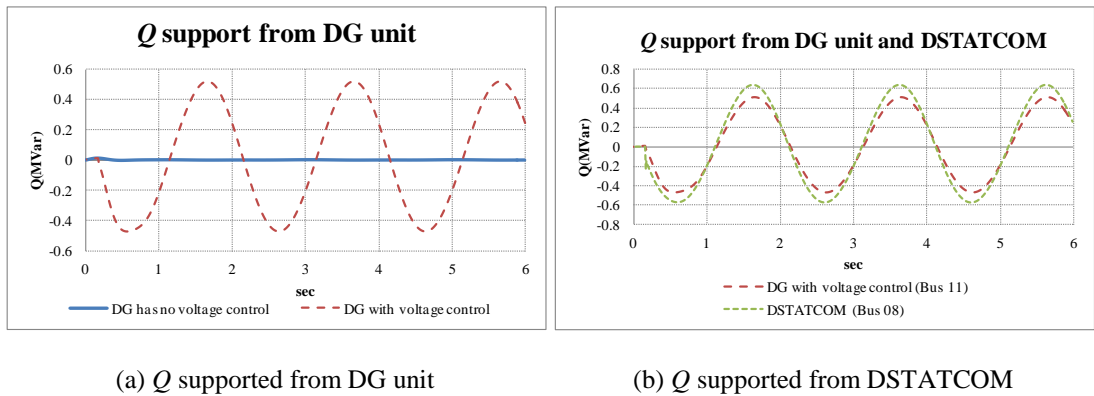 Q support from DG unit
0.6
0.4
0.2
0
-0.2
-0.4
-0.6
Q(MVar)
0 1 2 3 4 5 6
sec
DG has no voltage control DG with voltage control
Q support from DG unit and DSTATCOM
0.8
0.6
0.4
0.2
0
-0.2
-0.4
-0.6
-0.8
Q(MVar)
0 1 2 3 4 5 6
sec
DG with voltage control (Bus 11)
DSTATCOM (Bus 08)
(a) Q supported from DG unit
(b) Q supported from DSTATCOM